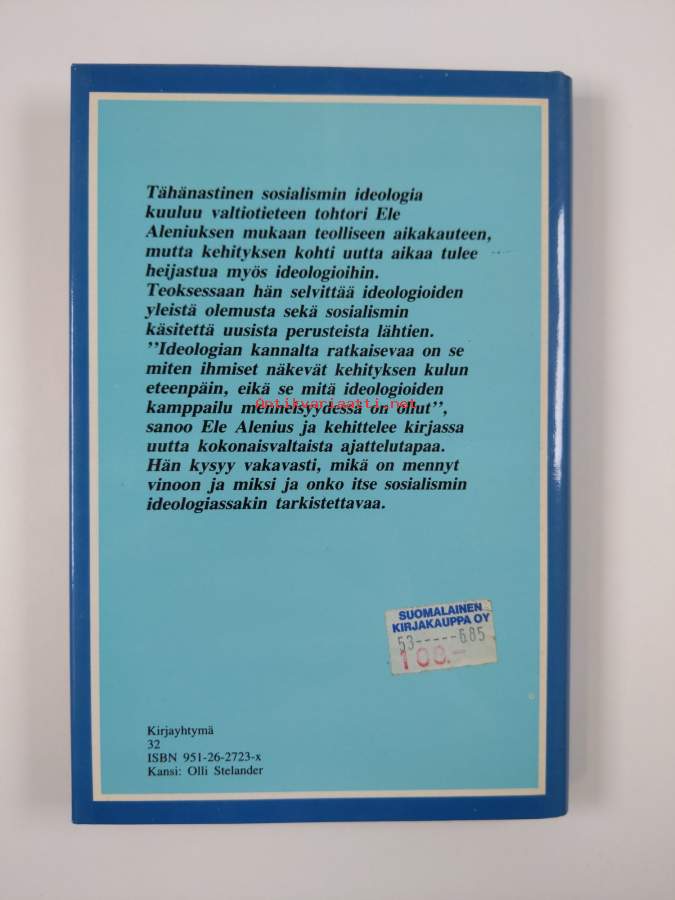 Tähänastinen sosialismin ideologia
kuuluu valtiotieteen tohtori Ele
Aleniuksen mukaan teolliseen aikakauteen,
mutta kehityksen kohti uutta aikaa tulee
heijastua myös ideologioihin.
Teoksessaan hän selvittää ideologioiden
yleistä olemusta sekä sosialismin
käsitettä uusista perusteista lähtien.
’’Ideologian kannalta ratkaisevaa on se
miten ihmiset näkevät kehityksen kulun
eteenpäin, eikä se mitä ideologioiden
Antikvariaatti.net
kamppailu menneisyydessä on ollut’’,
sanoo Ele Alenius ja kehittelee kirjassa
uutta kokonaisvaltaista ajattelutapaa.
Hän kysyy vakavasti, mikä on mennyt
vinoon ja miksi ja onko itse sosialismin
ideologiassakin tarkistettavaa.
SUOMALAINEN
KIRJAKAUPPA OY
53-----6.85
100.-
Kirjayhtymä
32
ISBN 951-26-2723-x
Kansi: Olli Stelander